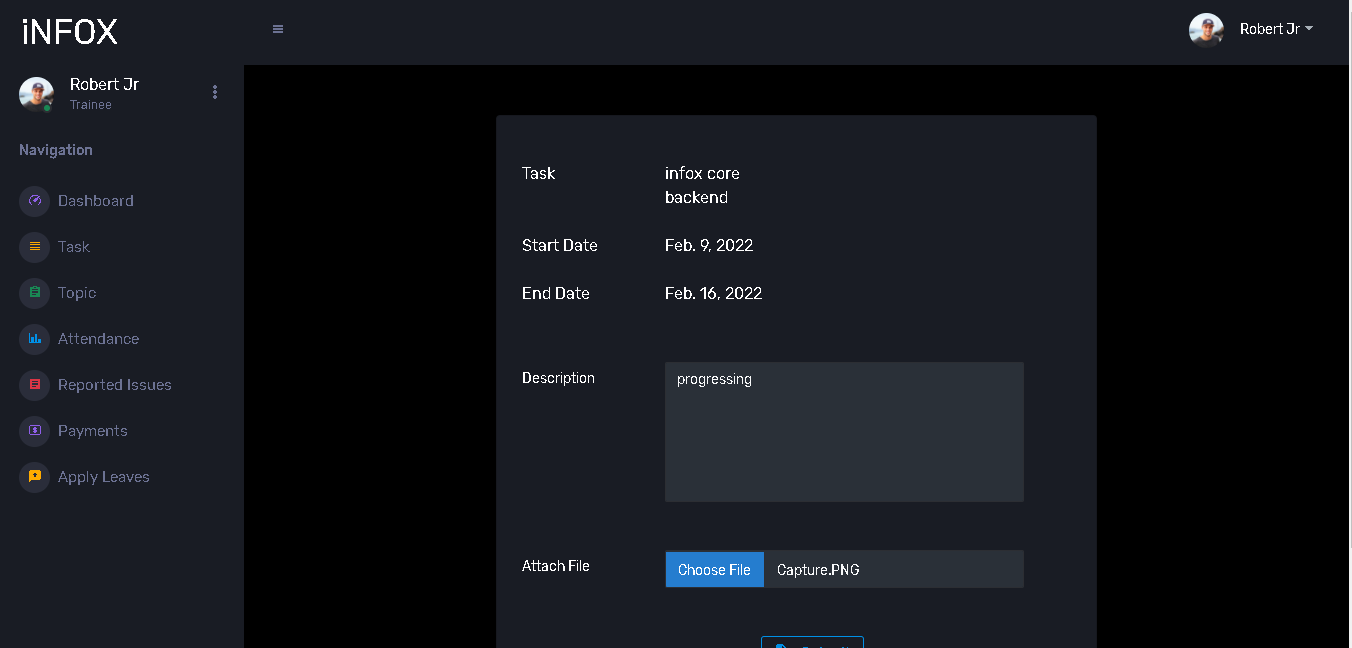 iNFOX
Robert Jr
Robert Jr
Trainee
Navigation
Dashboard
Task
Topic
Attendance
Reported Issues
Payments
Apply Leaves
Task infox core
backend
Start Date Feb. 9, 2022
End Date Feb. 16, 2022
Description progressing
Attach File Choose File Capture.PNG